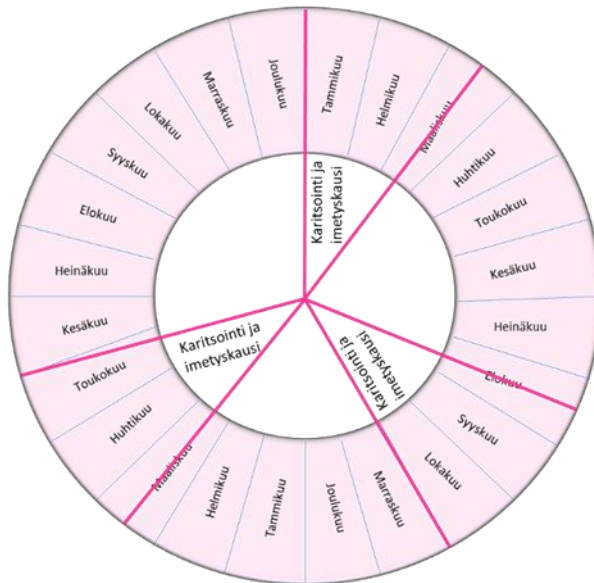 Tammikuu
Helmikuu
Maaliskuu
Huhtikuu
Toukokuu
Kesäkuu
Heinäkuu
Elokuu
Syyskuu
Lokakuu
Marraskuu
Joulukuu
Tammikuu
Helmikuu
Maaliskuu
Huhtikuu
Toukokuu
Kesäkuu
Heinäkuu
Elokuu
Syyskuu
Lokakuu
Marraskuu
Joulukuu
Karitsointi ja
imetyskausi
Karitsointi ja
imetyskausi
Karitsointi ja
imetyskausi